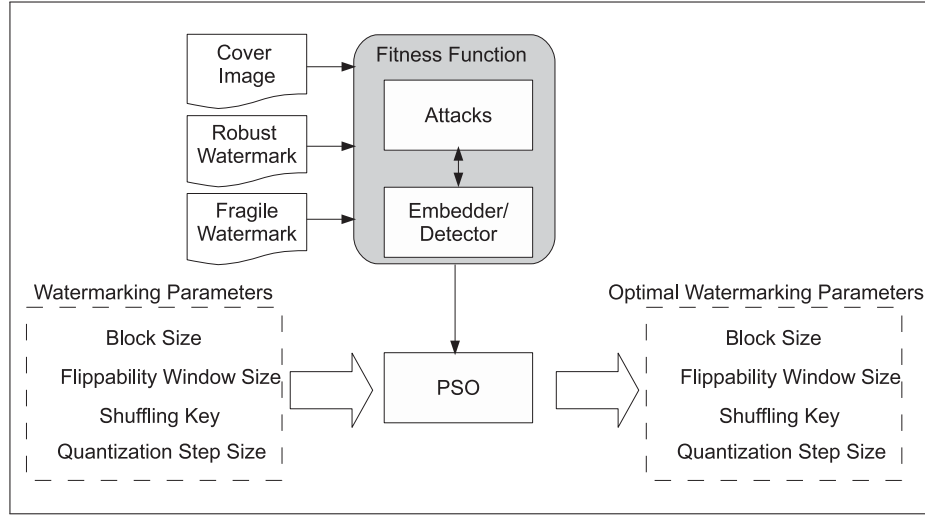 Cover
Image
Fitness Function
Attacks
Robust
Watermark
Fragile
Watermark
Embedder/
Detector
Watermarking Parameters
Block Size
Flippability Window Size
Shuffling Key
Quantization Step Size
PSO
Optimal Watermarking Parameters
Block Size
Flippability Window Size
Shuffling Key
Quantization Step Size